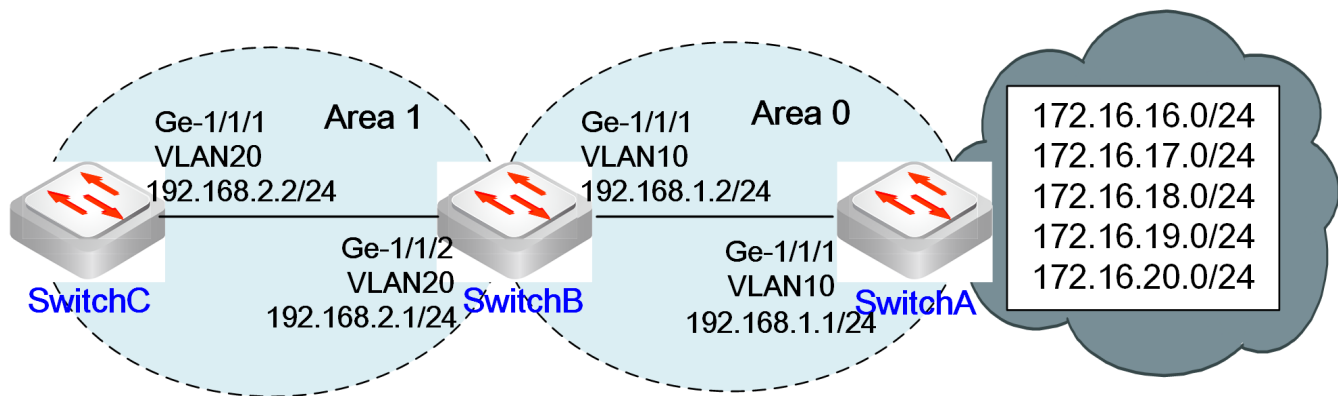 Area 1
Ge-1/1/1
VLAN20
192.168.2.2/24
Ge-1/1/2
VLAN20
192.168.2.1/24
SwitchC
SwitchB
Area 0
Ge-1/1/1
VLAN10
192.168.1.2/24
Ge-1/1/1
VLAN10
192.168.1.1/24
SwitchA
172.16.16.0/24
172.16.17.0/24
172.16.18.0/24
172.16.19.0/24
172.16.20.0/24